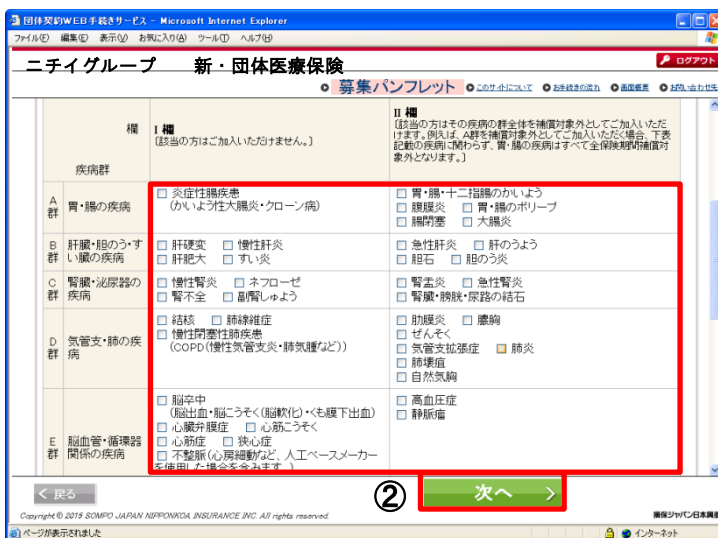 団体契約WEB手続きサービス - Microsoft Internet Explorer
ファイル(F) 編集(E) 表示(V) お気に入り(A) ツール(T) ヘルプ(H)
ログアウト
ニチイグループ 新・団体医療保険
募集パンフレット このサイトについて お手続きの流れ 画面概要 お問い合わせ先
欄
疾病群
I 欄
[該当の方はご加入いただけません。]
II 欄
[該当の方はその疾病の群全体を補償対象外としてご加入いただ
けます。例えば、A群を補償対象外としてご加入いただく場合、下表
記載の疾病に関わらず、胃・腸の疾病はすべて全保険期間補償対
象外となります。]
A群 胃・腸の疾病
炎症性腸疾患
(かいよう性大腸炎・クローン病)
胃・腸・十二指腸のかいよう
腹膜炎 胃・腸のポリープ
腸閉塞 大腸炎
B群 肝臓・胆のう・すい臓の疾病
肝硬変 慢性肝炎
肝肥大 すい炎
急性肝炎 肝のうよう
胆石 胆のう炎
C群 腎臓・泌尿器の疾病
慢性腎炎 ネフローゼ
腎不全 副腎しゅよう
腎盂炎 急性腎炎
腎臓・膀胱・尿路の結石
D群 気管支・肺の疾病
結核 肺線維症
慢性閉塞性肺疾患
(COPD(慢性気管支炎・肺気腫など))
肋膜炎 膿胸
ぜんそく
気管支拡張症 肺炎
肺壊疽
自然気胸
E群 脳血管・循環器関係の疾病
脳卒中
(脳出血・脳こうそく(脳軟化)・くも膜下出血)
心臓弁膜症 心筋こうそく
心筋症 狭心症
不整脈(心房細動など、人工ペースメーカー
を使用した場合を含みます。)
高血圧症
静脈瘤
< 戻る
②
次へ >
Copyright © 2015 SOMPO JAPAN NIPPONKOA INSURANCE INC. All rights reserved.
損保ジャパン日本興亜
ページが表示されました
インターネット